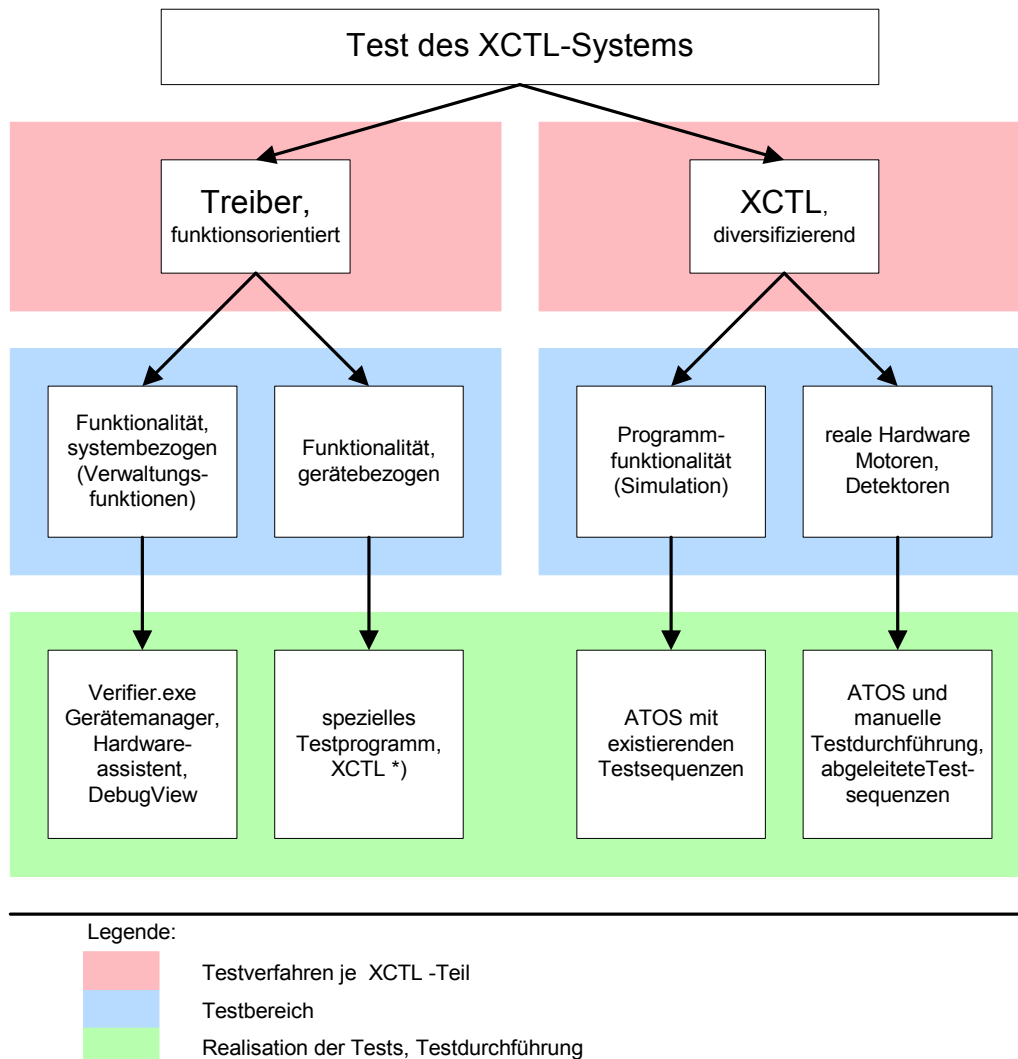 Test des XCTL-Systems
Treiber,
funktionsorientiert
XCTL,
diversifizierend
Funktionalität,
systembezogen
(Verwaltungs-
funktionen)
Funktionalität,
gerätebezogen
Programm-
funktionalität
(Simulation)
reale Hardware
Motoren,
Detektoren
Verifier.exe
Gerätemanager,
Hardware-
assistent,
DebugView
spezielles
Testprogramm,
XCTL *)
ATOS mit
existierenden
Testsequenzen
ATOS und
manuelle
Testdurchführung,
abgeleiteteTest-
sequenzen
Legende:
Testverfahren je XCTL -Teil
Testbereich
Realisation der Tests, Testdurchführung